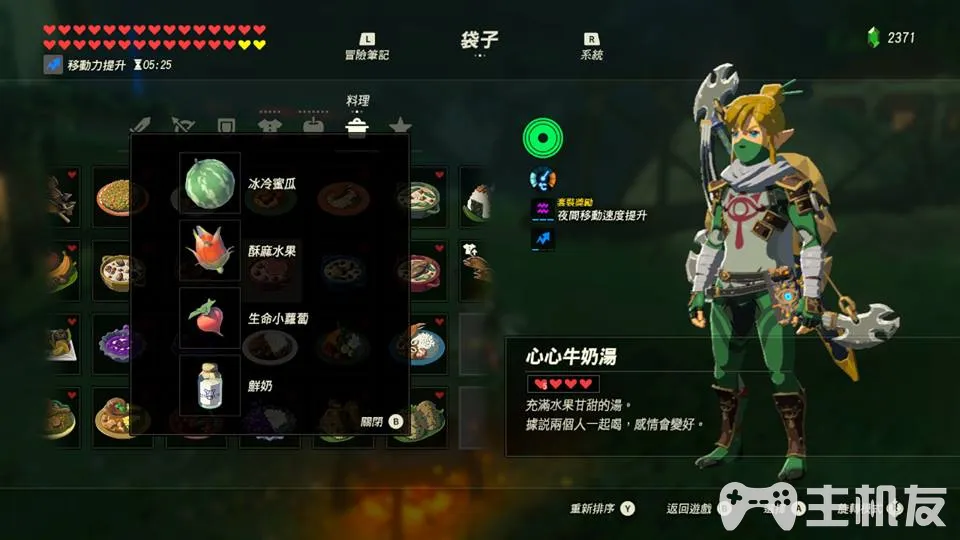 L
冒險筆記
袋子
R
系統
2371
移動力提升 05:25
料理
冰冷蜜瓜
酥麻水果
生命小蘿蔔
鮮奶
關閉 B
套裝獎勵
夜間移動速度提升
心心牛奶湯
充滿水果甘甜的湯。
據説兩個人一起喝，感情會變好。
重新排序 Y
返回遊戲
主机友